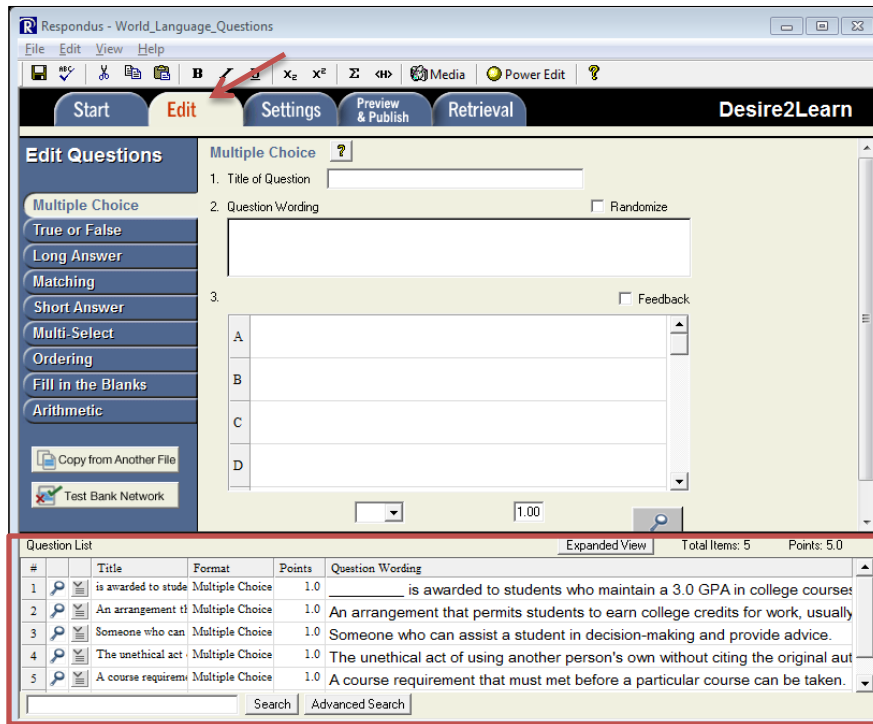 Respondus - World_Language_Questions
File Edit View Help
ABC B I U X₂ X² Σ <H> Media Power Edit ?
Start Edit Settings Preview & Publish Retrieval Desire2Learn
Edit Questions
Multiple Choice ?
1. Title of Question
Multiple Choice
2. Question Wording Randomize
True or False
Long Answer
Matching
3. Feedback
Short Answer
Multi-Select
A
Ordering
B
Fill in the Blanks
Arithmetic
C
Copy from Another File
D
Test Bank Network
1.00
Question List Expanded View Total Items: 5 Points: 5.0
# Title Format Points Question Wording
1 is awarded to stude Multiple Choice 1.0 __________ is awarded to students who maintain a 3.0 GPA in college courses
2 An arrangement th Multiple Choice 1.0 An arrangement that permits students to earn college credits for work, usually
3 Someone who can Multiple Choice 1.0 Someone who can assist a student in decision-making and provide advice.
4 The unethical act Multiple Choice 1.0 The unethical act of using another person's own without citing the original aut
5 A course requirem Multiple Choice 1.0 A course requirement that must met before a particular course can be taken.
Search Advanced Search